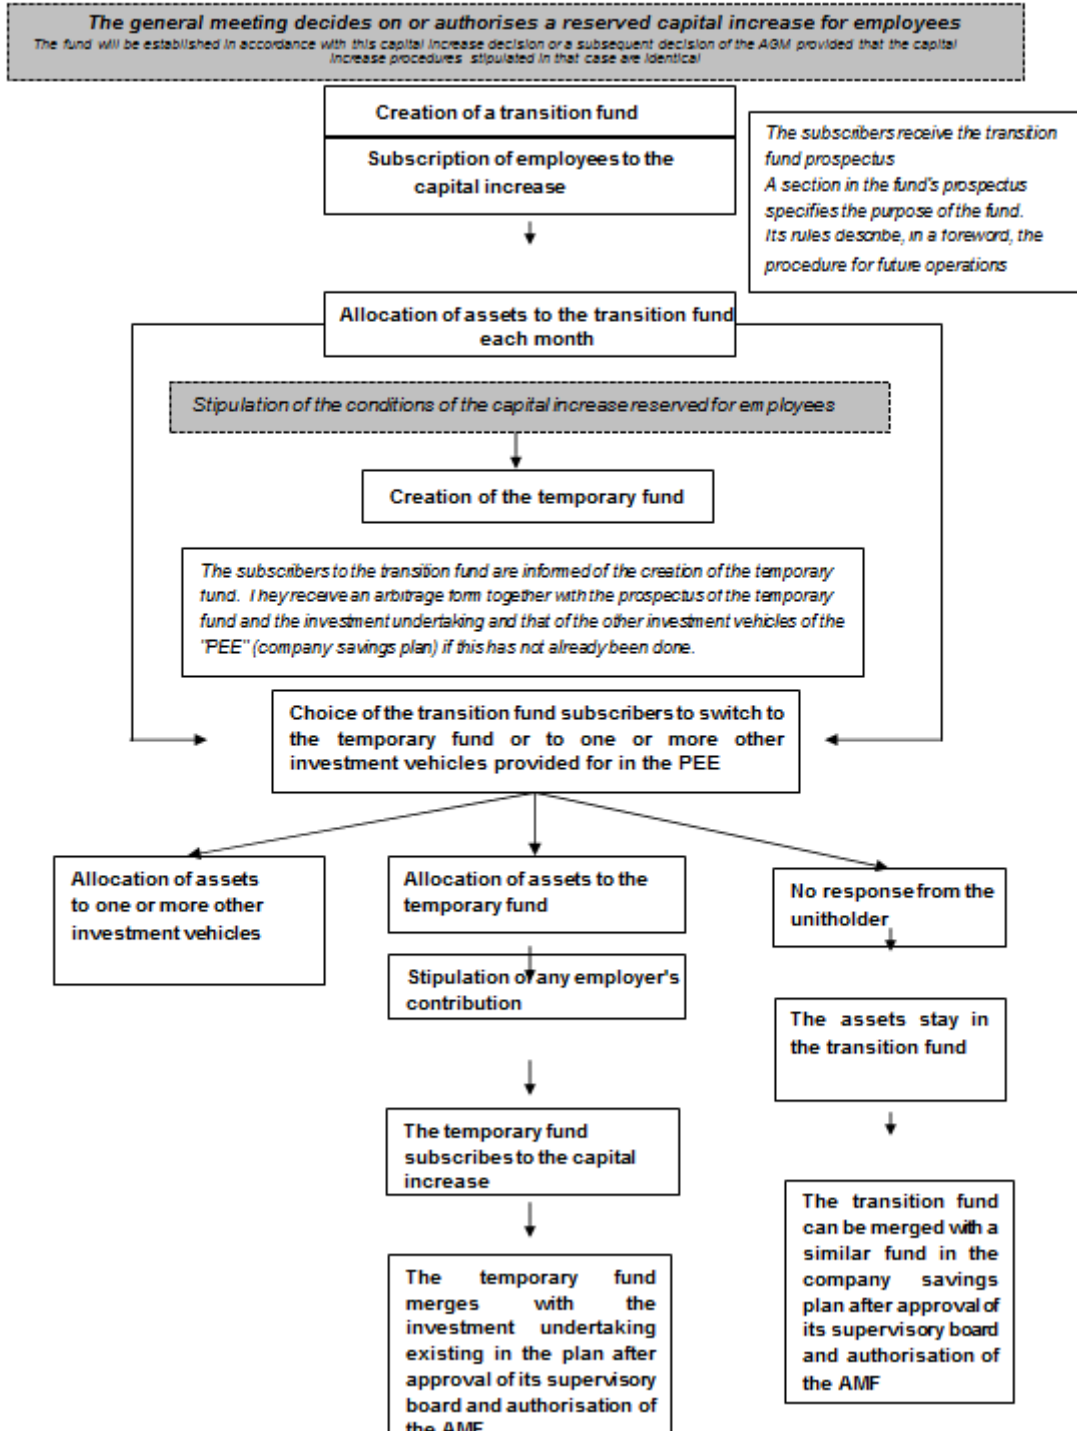 The general meeting decides on or authorises a reserved capital increase for employees
The fund will be established in accordance with this capital increase decision or a subsequent decision of the AGM provided that the capital
increase procedures stipulated in that case are identical
Creation of a transition fund
Subscription of employees to the
capital increase
The subscribers receive the transition
fund prospectus
A section in the fund's prospectus
specifies the purpose of the fund.
Its rules describe, in a foreword, the
procedure for future operations
Allocation of assets to the transition fund
each month
Stipulation of the conditions of the capital increase reserved for employees
Creation of the temporary fund
The subscribers to the transition fund are informed of the creation of the temporary
fund. They receive an arbitrage form together with the prospectus of the temporary
fund and the investment undertaking and that of the other investment vehicles of the
"PEE" (company savings plan) if this has not already been done.
Choice of the transition fund subscribers to switch to
the temporary fund or to one or more other
investment vehicles provided for in the PEE
Allocation of assets
to one or more other
investment vehicles
Allocation of assets to the
temporary fund
Stipulation of any employer's
contribution
The temporary fund
subscribes to the capital
increase
The temporary fund
merges with the
investment undertaking
existing in the plan after
approval of its supervisory
board and authorisation of
the AMF
No response from the
unitholder
The assets stay in
the transition fund
The transition fund
can be merged with a
similar fund in the
company savings
plan after approval of
its supervisory board
and authorisation of
the AMF